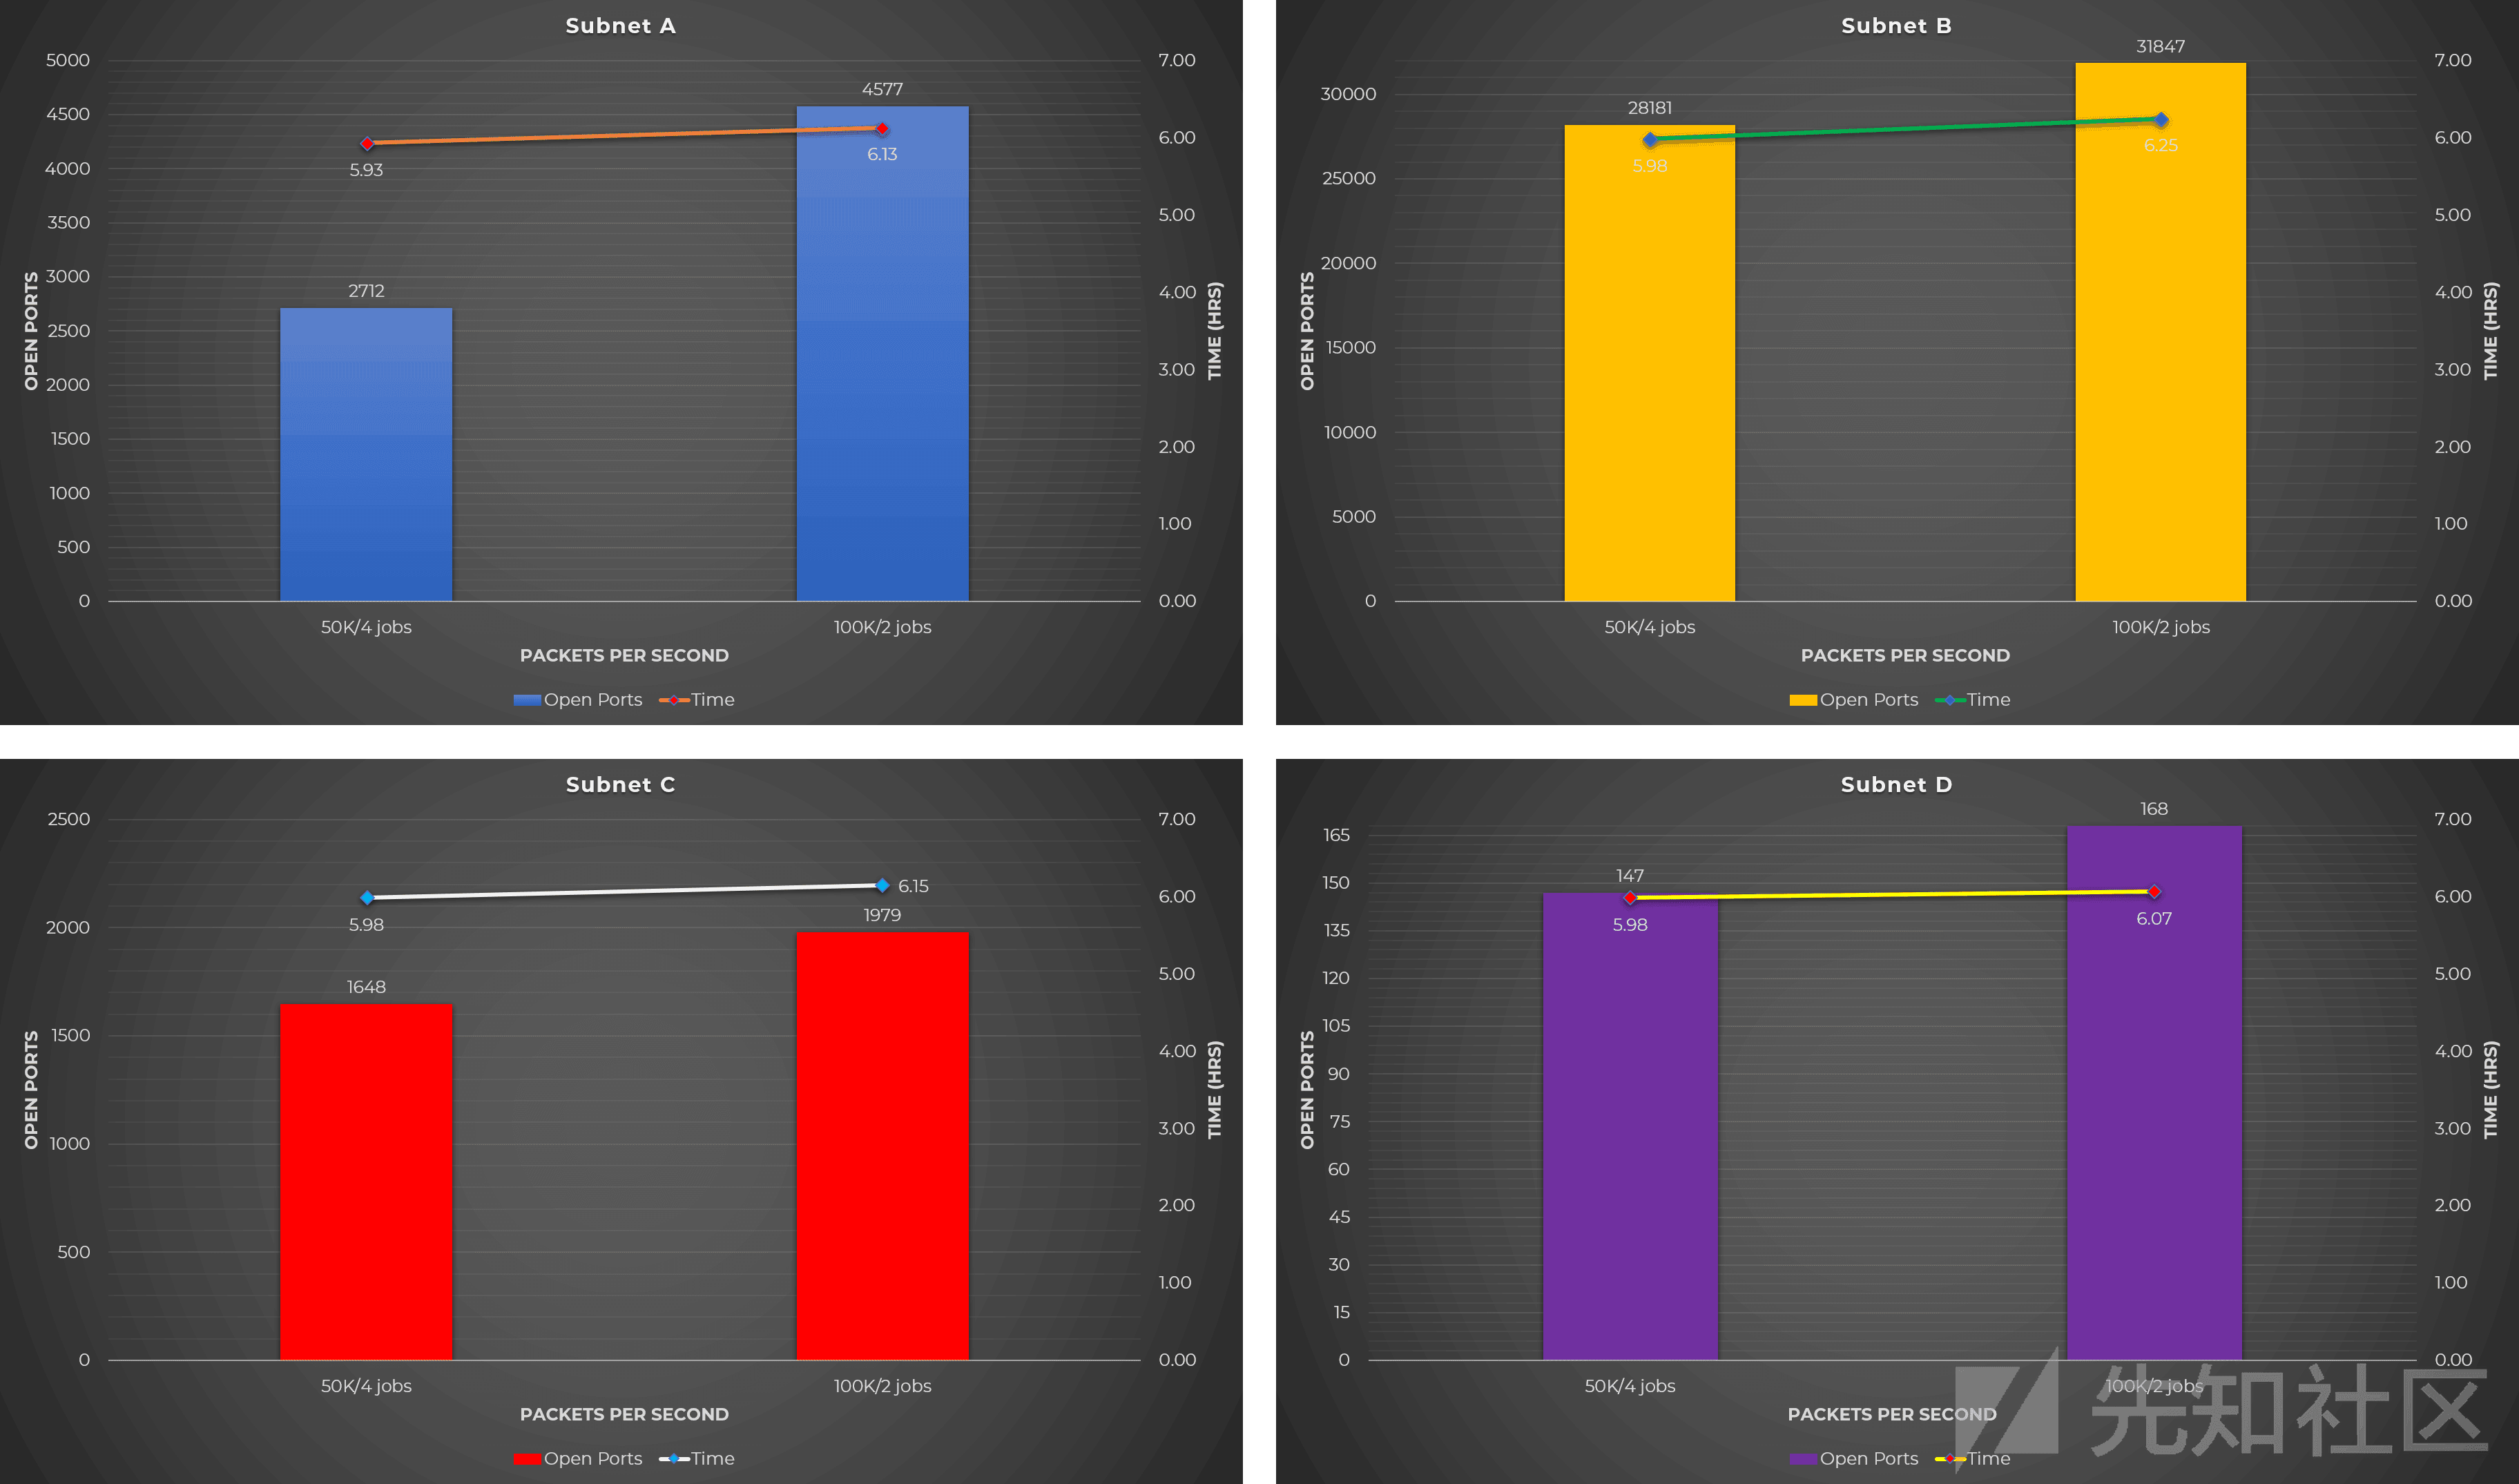 Subnet A
5000
4500
4000
3500
3000
2500
2000
1500
1000
500
0
OPEN PORTS
2712
4577
5.93
6.13
7.00
6.00
5.00
4.00
3.00
2.00
1.00
0.00
TIME (HRS)
50K/4 jobs
100K/2 jobs
PACKETS PER SECOND
Open Ports
Time
Subnet B
30000
25000
20000
15000
10000
5000
0
OPEN PORTS
28181
31847
5.98
6.25
7.00
6.00
5.00
4.00
3.00
2.00
1.00
0.00
TIME (HRS)
50K/4 jobs
100K/2 jobs
PACKETS PER SECOND
Open Ports
Time
Subnet C
2500
2000
1500
1000
500
0
OPEN PORTS
1648
1979
5.98
6.15
7.00
6.00
5.00
4.00
3.00
2.00
1.00
0.00
TIME (HRS)
50K/4 jobs
100K/2 jobs
PACKETS PER SECOND
Open Ports
Time
Subnet D
165
150
135
120
105
90
75
60
45
30
15
0
OPEN PORTS
147
168
5.98
6.07
7.00
6.00
5.00
4.00
3.00
2.00
1.00
0.00
TIME (HRS)
50K/4 jobs
100K/2 jobs
PACKETS PER SECOND
Open Ports
Time
先知社区